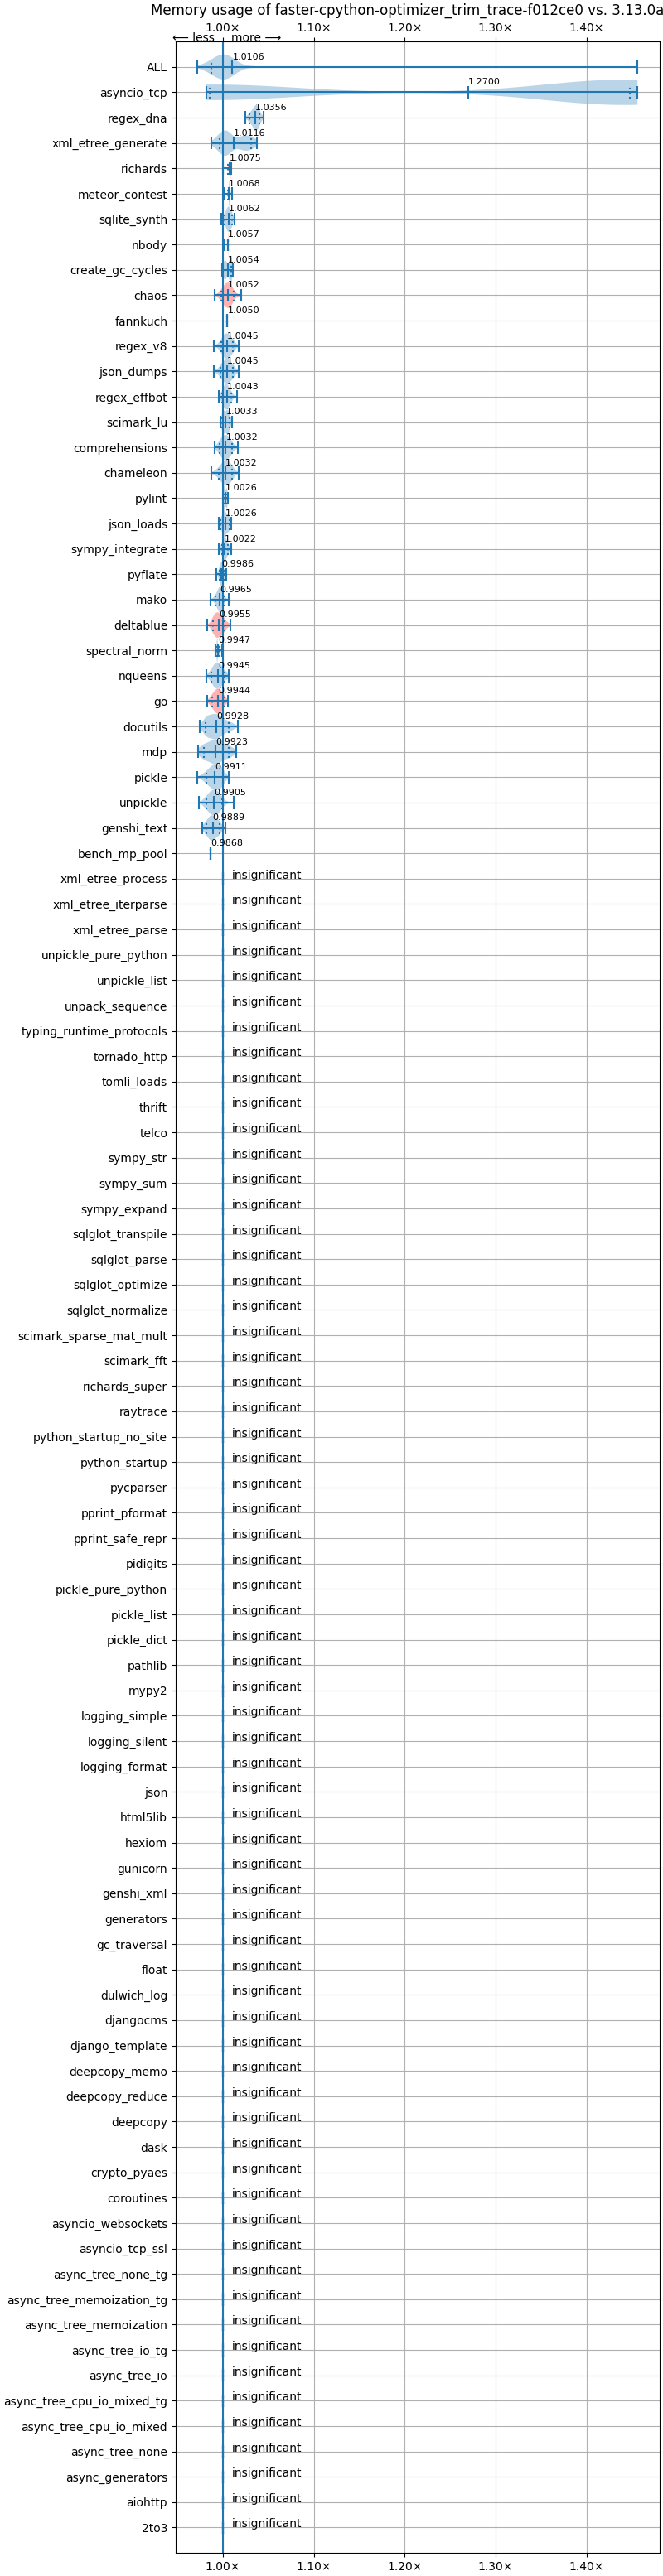 Memory usage of faster-cpython-optimizer_trim_trace-f012ce0 vs. 3.13.0a
1.00× 1.10× 1.20× 1.30× 1.40×
⟵ less more ⟶
ALL 1.0106
asyncio_tcp 1.2700
regex_dna 1.0356
xml_etree_generate 1.0116
richards 1.0075
meteor_contest 1.0068
sqlite_synth 1.0062
nbody 1.0057
create_gc_cycles 1.0054
chaos 1.0052
fannkuch 1.0050
regex_v8 1.0045
json_dumps 1.0045
regex_effbot 1.0043
scimark_lu 1.0033
comprehensions 1.0032
chameleon 1.0032
pylint 1.0026
json_loads 1.0026
sympy_integrate 1.0022
pyflate 0.9986
mako 0.9965
deltablue 0.9955
spectral_norm 0.9947
nqueens 0.9945
go 0.9944
docutils 0.9928
mdp 0.9923
pickle 0.9911
unpickle 0.9905
genshi_text 0.9889
bench_mp_pool 0.9868
xml_etree_process insignificant
xml_etree_iterparse insignificant
xml_etree_parse insignificant
unpickle_pure_python insignificant
unpickle_list insignificant
unpack_sequence insignificant
typing_runtime_protocols insignificant
tornado_http insignificant
tomli_loads insignificant
thrift insignificant
telco insignificant
sympy_str insignificant
sympy_sum insignificant
sympy_expand insignificant
sqlglot_transpile insignificant
sqlglot_parse insignificant
sqlglot_optimize insignificant
sqlglot_normalize insignificant
scimark_sparse_mat_mult insignificant
scimark_fft insignificant
richards_super insignificant
raytrace insignificant
python_startup_no_site insignificant
python_startup insignificant
pycparser insignificant
pprint_pformat insignificant
pprint_safe_repr insignificant
pidigits insignificant
pickle_pure_python insignificant
pickle_list insignificant
pickle_dict insignificant
pathlib insignificant
mypy2 insignificant
logging_simple insignificant
logging_silent insignificant
logging_format insignificant
json insignificant
html5lib insignificant
hexiom insignificant
gunicorn insignificant
genshi_xml insignificant
generators insignificant
gc_traversal insignificant
float insignificant
dulwich_log insignificant
djangocms insignificant
django_template insignificant
deepcopy_memo insignificant
deepcopy_reduce insignificant
deepcopy insignificant
dask insignificant
crypto_pyaes insignificant
coroutines insignificant
asyncio_websockets insignificant
asyncio_tcp_ssl insignificant
async_tree_none_tg insignificant
async_tree_memoization_tg insignificant
async_tree_memoization insignificant
async_tree_io_tg insignificant
async_tree_io insignificant
async_tree_cpu_io_mixed_tg insignificant
async_tree_cpu_io_mixed insignificant
async_tree_none insignificant
async_generators insignificant
aiohttp insignificant
2to3 insignificant
1.00× 1.10× 1.20× 1.30× 1.40×